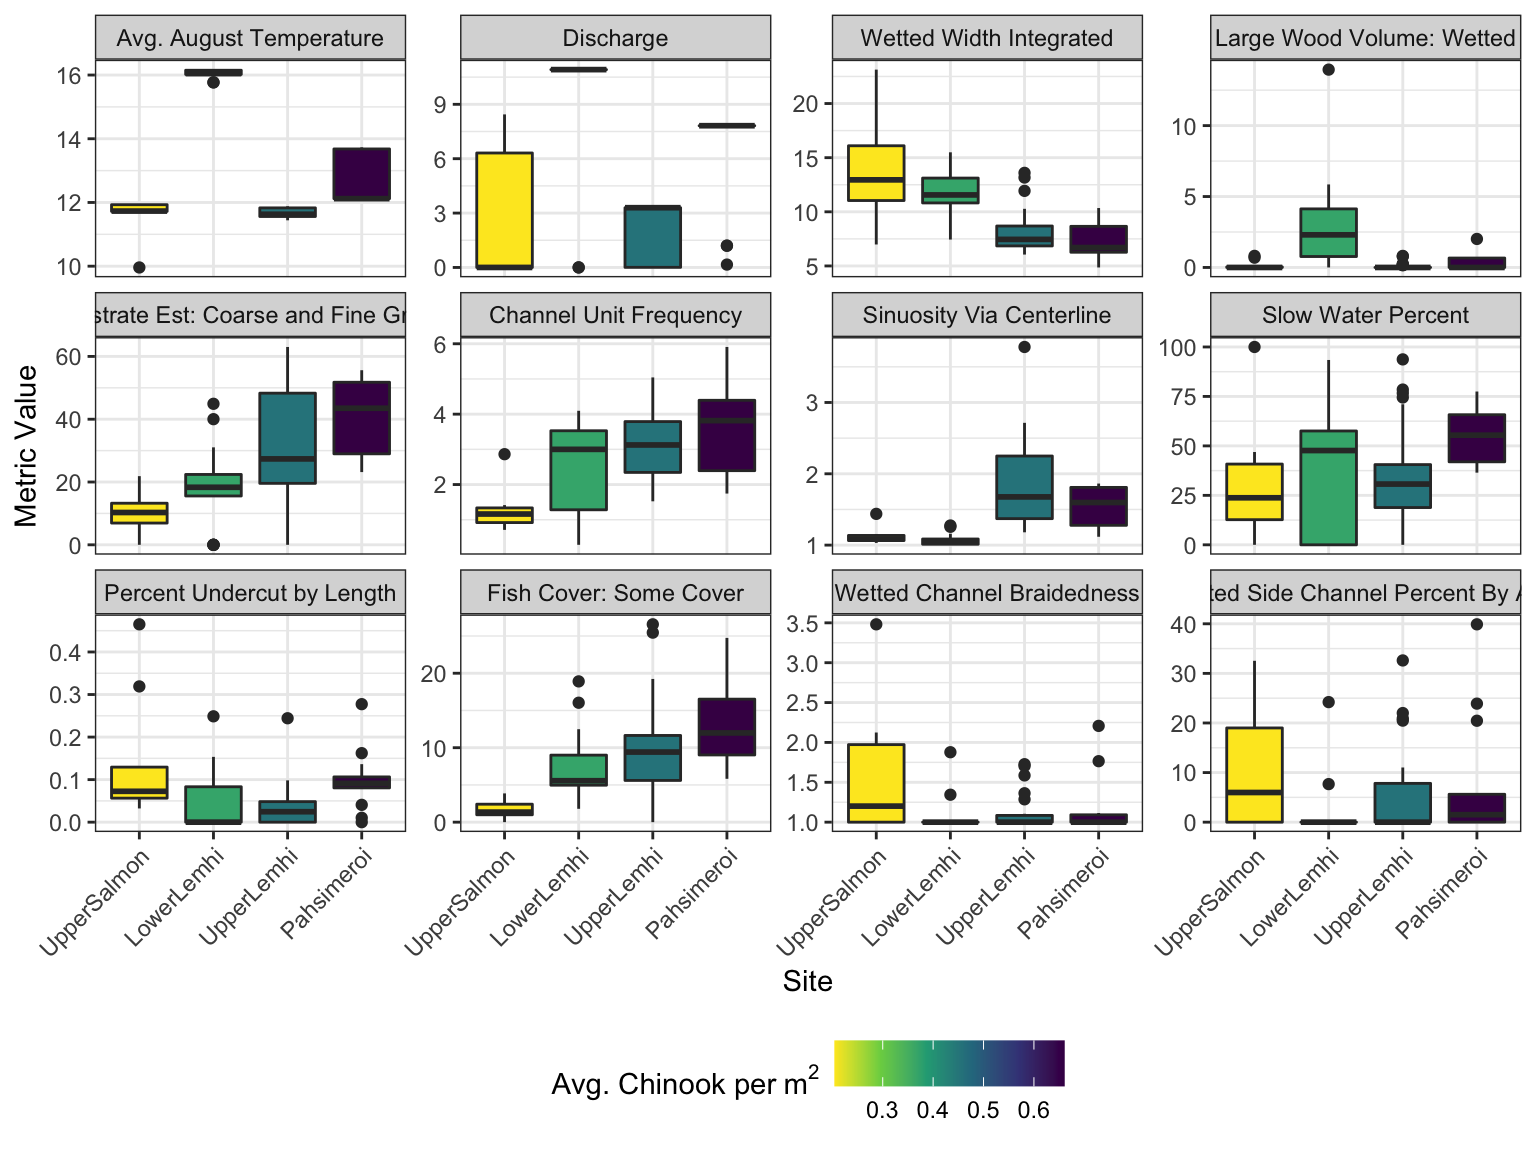 Avg. August Temperature
Discharge
Wetted Width Integrated
Large Wood Volume: Wetted
16
14
12
10
9
6
3
0
20
15
10
5
10
5
0
strate Est: Coarse and Fine Gr
Channel Unit Frequency
Sinuosity Via Centerline
Slow Water Percent
60
40
20
0
6
4
2
3
2
1
100
75
50
25
0
Metric Value
Percent Undercut by Length
Fish Cover: Some Cover
Wetted Channel Braidedness
ted Side Channel Percent By A
0.4
0.3
0.2
0.1
0.0
20
10
0
3.5
3.0
2.5
2.0
1.5
1.0
40
30
20
10
0
UpperSalmon
LowerLemhi
UpperLemhi
Pahsimeroi
UpperSalmon
LowerLemhi
UpperLemhi
Pahsimeroi
UpperSalmon
LowerLemhi
UpperLemhi
Pahsimeroi
UpperSalmon
LowerLemhi
UpperLemhi
Pahsimeroi
Site
Avg. Chinook per m²
0.3 0.4 0.5 0.6